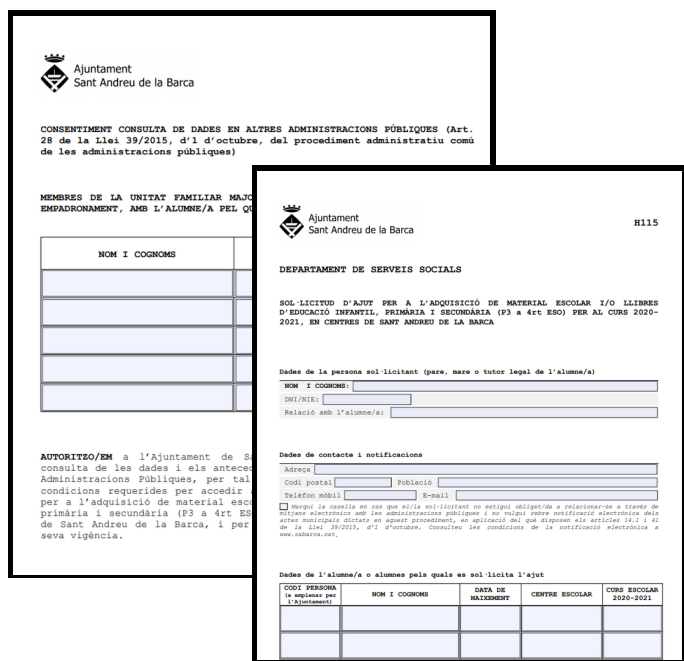 Ajuntament
Sant Andreu de la Barca
CONSENTIMENT CONSULTA DE DADES EN ALTRES ADMINISTRACIONS PÚBLIQUES (Art.
28 de la Llei 39/2015, d'1 d'octubre, del procediment administratiu comú
de les administracions públiques)
MEMBRES DE LA UNITAT FAMILIAR
EMPADRONAMENT, AMB L'ALUMNE/A PEL
NOM I COGNOMS
AUTORITZO/EM a l'Ajuntament de
consulta de les dades i els
Administracions Públiques, per tal
condicions requerides per accedir
per a l'adquisició de material
primària i secundària (P3 a 4rt
de Sant Andreu de la Barca, i per
seva vigència.
Ajuntament
Sant Andreu de la Barca
H115
DEPARTAMENT DE SERVEIS SOCIALS
SOL·LICITUD D'AJUT PER A L'ADQUISICIÓ DE MATERIAL ESCOLAR I/O LLIBRES
D'EDUCACIÓ INFANTIL, PRIMÀRIA I SECUNDÀRIA (P3 a 4rt ESO) PER AL CURS 2020-
2021, EN CENTRES DE SANT ANDREU DE LA BARCA
Dades de la persona sol·licitant (pare, mare o tutor legal de l'alumne/a)
NOM I COGNOMS:
DNI/NIE:
Relació amb l'alumne/a:
Dades de contacte i notificacions
Adreça
Codi postal Població
Telèfon mòbil E-mail
Marqui la casella en cas que el/la sol·licitant no estigui obligat/da a relacionar-se a través de
mitjans electrònics amb les administracions públiques i no vulgui rebre notificació electrònica dels
actes municipals dictats en aquest procediment, en aplicació del què disposen els articles 14.1 i 41
de la Llei 39/2015, d'1 d'octubre. Consulteu les condicions de la notificació electrònica a
www.sabarca.cat.
Dades de l'alumne/a o alumnes pels quals es sol·licita l'ajut
CODI PERSONA
(a emplenar per
l'Ajuntament)
NOM I COGNOMS
DATA DE
NAIXEMENT
CENTRE ESCOLAR
CURS ESCOLAR
2020-2021